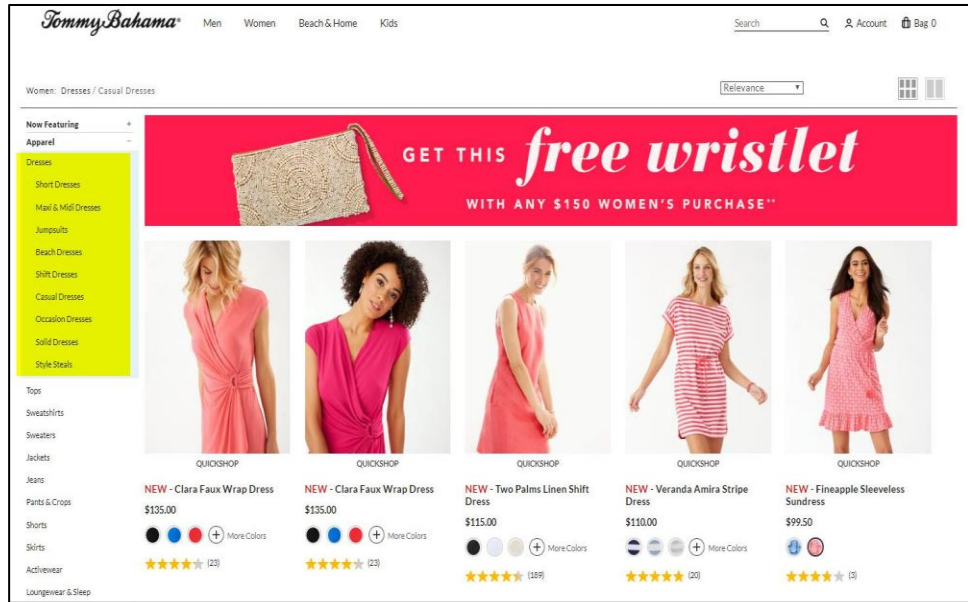 Tommy Bahama
Men Women Beach & Home Kids
Search
Account
Bag 0
Women: Dresses / Casual Dresses
Relevance
Now Featuring +
Apparel −
Dresses
Short Dresses
Maxi & Midi Dresses
Jumpsuits
Beach Dresses
Shift Dresses
Casual Dresses
Occasion Dresses
Solid Dresses
Style Steals
Tops
Sweatshirts
Sweaters
Jackets
Jeans
Pants & Crops
Shorts
Skirts
Activewear
Loungewear & Sleep
GET THIS free wristlet
WITH ANY $150 WOMEN'S PURCHASE**
QUICKSHOP
NEW - Clara Faux Wrap Dress
$135.00
+ More Colors
(23)
QUICKSHOP
NEW - Clara Faux Wrap Dress
$135.00
+ More Colors
(23)
QUICKSHOP
NEW - Two Palms Linen Shift
Dress
$115.00
+ More Colors
(189)
QUICKSHOP
NEW - Veranda Amira Stripe
Dress
$110.00
+ More Colors
(20)
QUICKSHOP
NEW - Fineapple Sleeveless
Sundress
$99.50
(3)